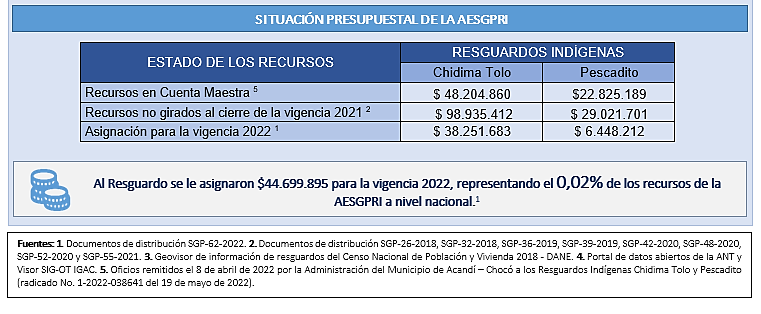 SITUACIÓN PRESUPUESTAL DE LA AESGPRI
ESTADO DE LOS RECURSOS
RESGUARDOS INDÍGENAS
Chidima Tolo Pescadito
Recursos en Cuenta Maestra 5 $ 48.204.860 $22.825.189
Recursos no girados al cierre de la vigencia 2021 2 $ 98.935.412 $ 29.021.701
Asignación para la vigencia 2022 1 $ 38.251.683 $ 6.448.212
Al Resguardo se le asignaron $44.699.895 para la vigencia 2022, representando el 0,02% de los recursos de la
AESGPRI a nivel nacional.1
Fuentes: 1. Documentos de distribución SGP-62-2022. 2. Documentos de distribución SGP-26-2018, SGP-32-2018, SGP-36-2019, SGP-39-2019, SGP-42-2020, SGP-48-2020,
SGP-52-2020 y SGP-55-2021. 3. Geovisor de información de resguardos del Censo Nacional de Población y Vivienda 2018 - DANE. 4. Portal de datos abiertos de la ANT y
Visor SIG-OT IGAC. 5. Oficios remitidos el 8 de abril de 2022 por la Administración del Municipio de Acandí – Chocó a los Resguardos Indígenas Chidima Tolo y Pescadito
(radicado No. 1-2022-038641 del 19 de mayo de 2022).